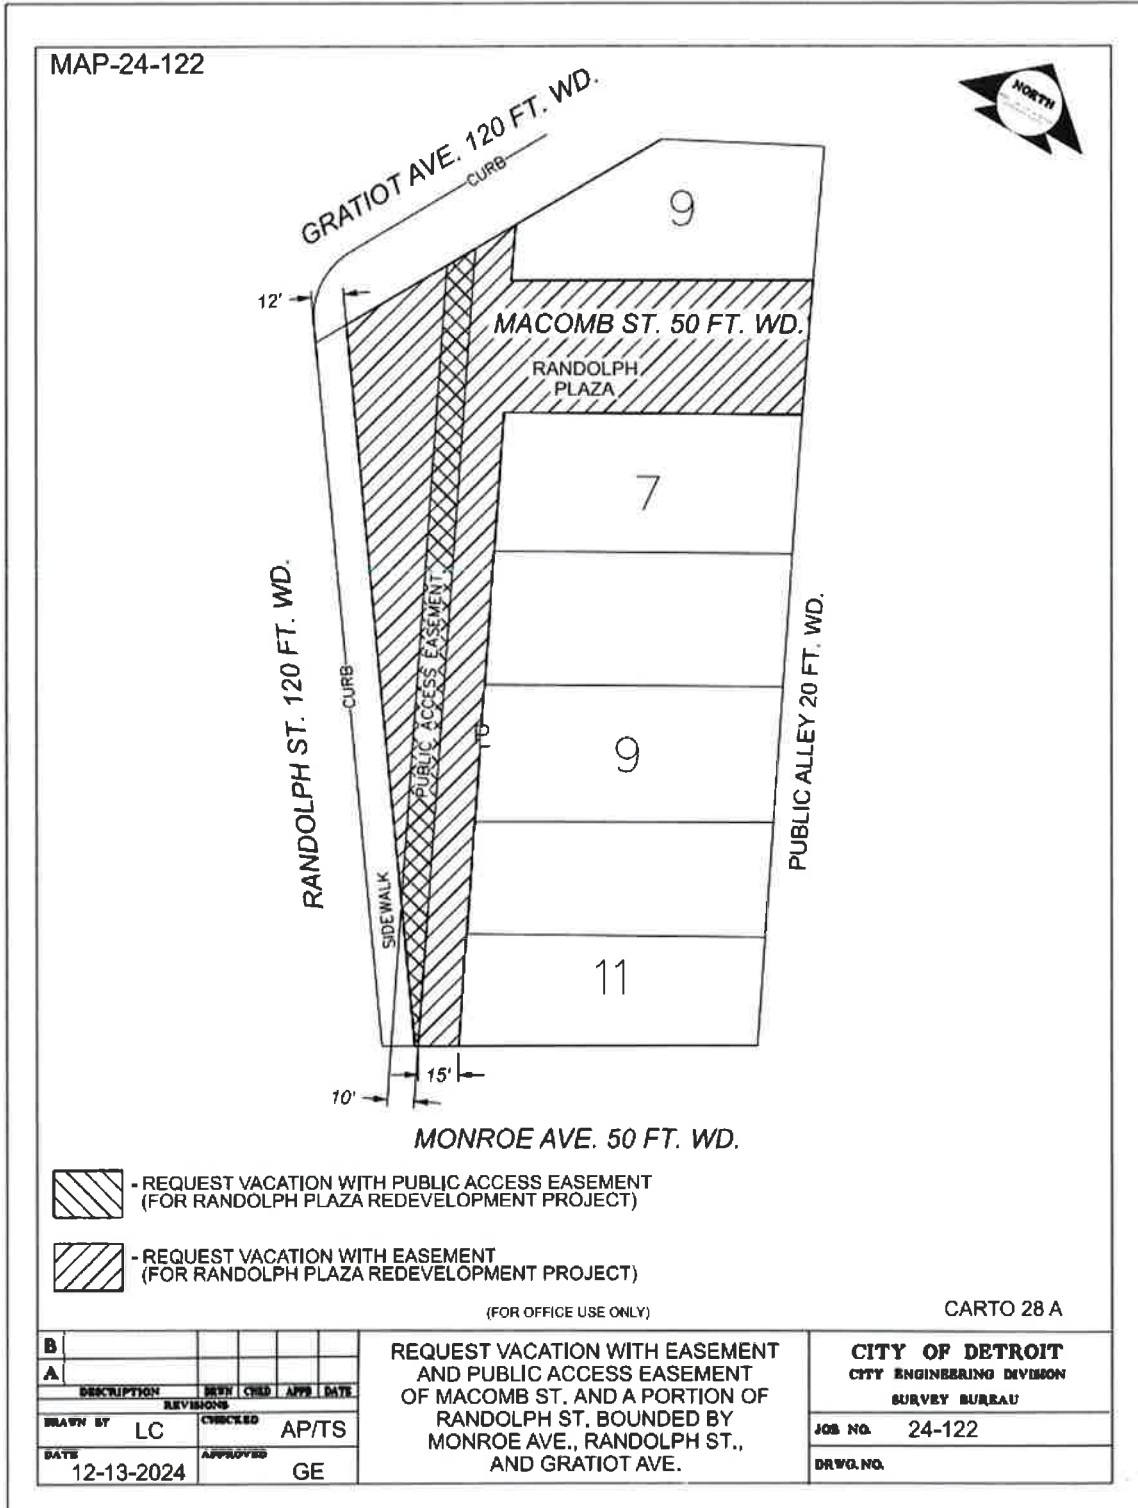 MAP-24-122
NORTH
GRATIOT AVE. 120 FT. WD.
CURB
9
12'
MACOMB ST. 50 FT. WD.
RANDOLPH
PLAZA
7
PUBLIC ACCESS EASEMENT
RANDOLPH ST. 120 FT. WD.
CURB
9
PUBLIC ALLEY 20 FT. WD.
SIDEWALK
11
15'
10'
MONROE AVE. 50 FT. WD.
- REQUEST VACATION WITH PUBLIC ACCESS EASEMENT
(FOR RANDOLPH PLAZA REDEVELOPMENT PROJECT)
- REQUEST VACATION WITH EASEMENT
(FOR RANDOLPH PLAZA REDEVELOPMENT PROJECT)
(FOR OFFICE USE ONLY)
CARTO 28 A
B
A
DESCRIPTION DRWN CHKD APPD DATE
REVISIONS
DRAWN BY LC
CHECKED AP/TS
DATE 12-13-2024
APPROVED GE
REQUEST VACATION WITH EASEMENT
AND PUBLIC ACCESS EASEMENT
OF MACOMB ST. AND A PORTION OF
RANDOLPH ST. BOUNDED BY
MONROE AVE., RANDOLPH ST.,
AND GRATIOT AVE.
CITY OF DETROIT
CITY ENGINEERING DIVISION
SURVEY BUREAU
JOB NO. 24-122
DRWG. NO.